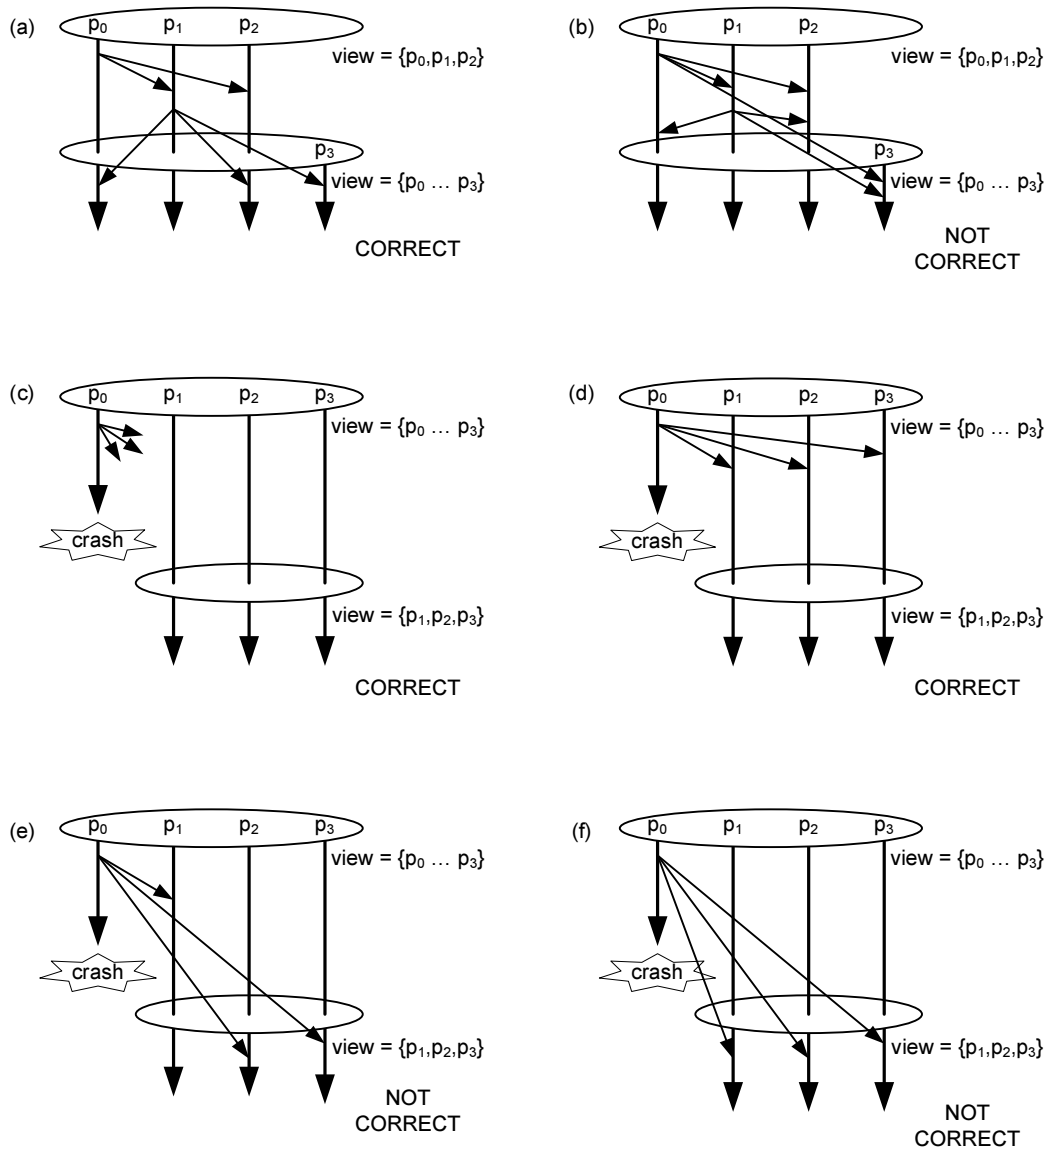 (a) p₀ p₁ p₂
view = {p₀,p₁,p₂}
p₃
view = {p₀ … p₃}
CORRECT
(b) p₀ p₁ p₂
view = {p₀,p₁,p₂}
p₃
view = {p₀ … p₃}
NOT
CORRECT
(c) p₀ p₁ p₂ p₃
view = {p₀ … p₃}
crash
view = {p₁,p₂,p₃}
CORRECT
(d) p₀ p₁ p₂ p₃
view = {p₀ … p₃}
crash
view = {p₁,p₂,p₃}
CORRECT
(e) p₀ p₁ p₂ p₃
view = {p₀ … p₃}
crash
view = {p₁,p₂,p₃}
NOT
CORRECT
(f) p₀ p₁ p₂ p₃
view = {p₀ … p₃}
crash
view = {p₁,p₂,p₃}
NOT
CORRECT